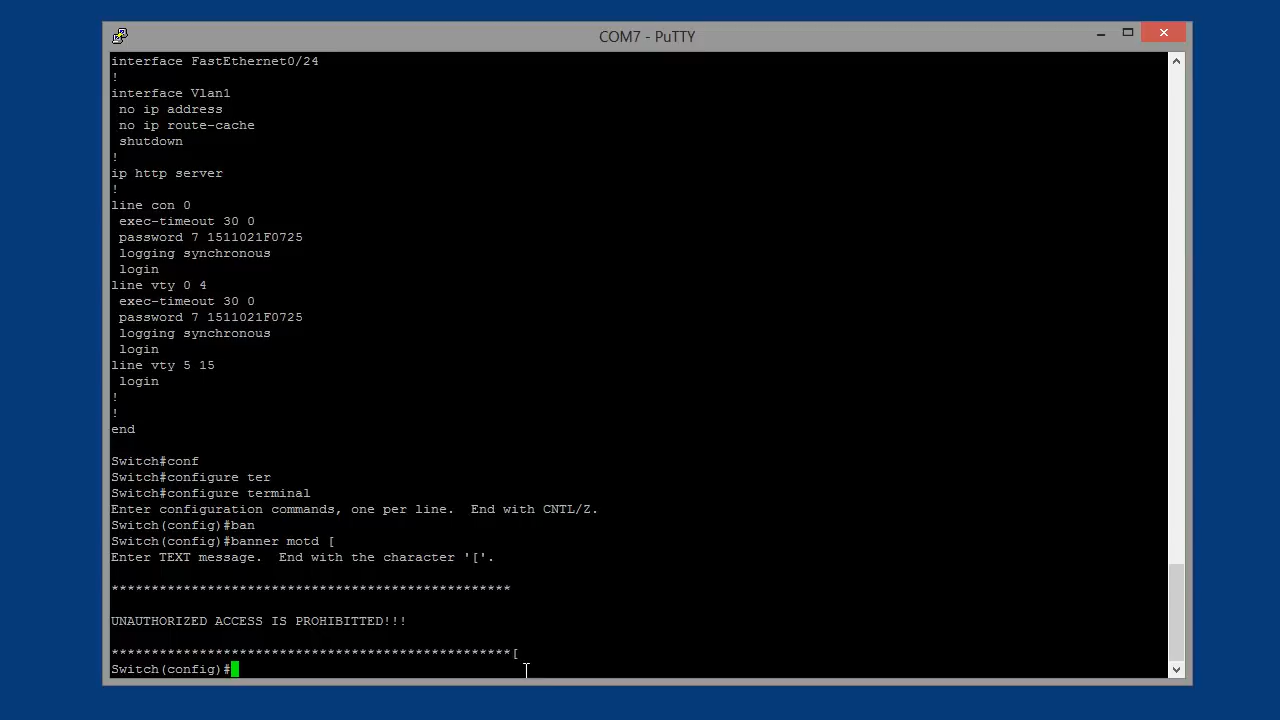 COM7 - PuTTY
interface FastEthernet0/24
!
interface Vlan1
 no ip address
 no ip route-cache
 shutdown
!
ip http server
!
line con 0
 exec-timeout 30 0
 password 7 1511021F0725
 logging synchronous
 login
line vty 0 4
 exec-timeout 30 0
 password 7 1511021F0725
 logging synchronous
 login
line vty 5 15
 login
!
!
end
Switch#conf
Switch#configure ter
Switch#configure terminal
Enter configuration commands, one per line.  End with CNTL/Z.
Switch(config)#ban
Switch(config)#banner motd [
Enter TEXT message.  End with the character '['.
**************************************************
UNAUTHORIZED ACCESS IS PROHIBITTED!!!
**************************************************[
Switch(config)#